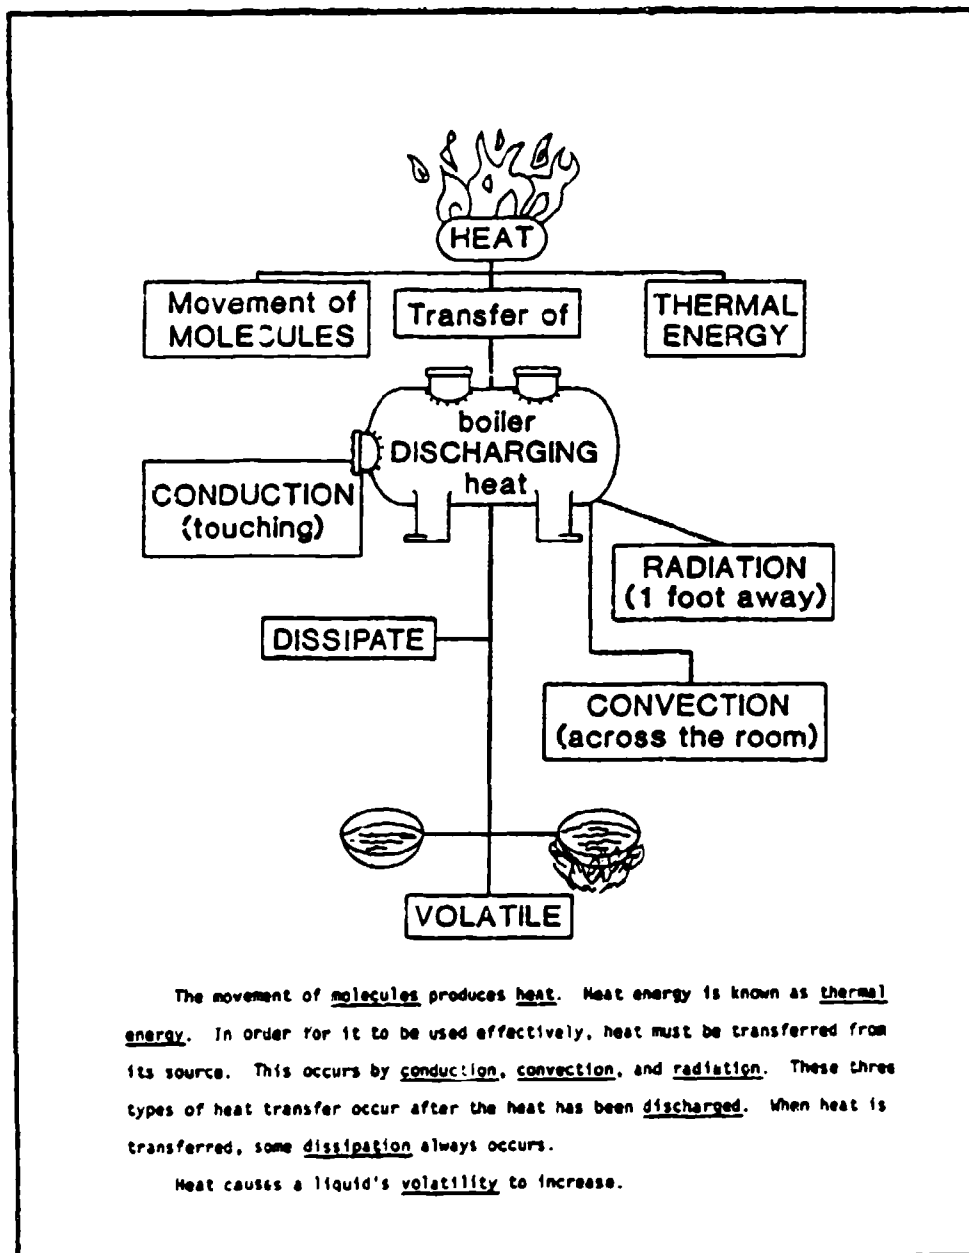 HEAT
Movement of
MOLECULES
Transfer of
THERMAL
ENERGY
boiler
DISCHARGING
heat
CONDUCTION
(touching)
RADIATION
(1 foot away)
DISSIPATE
CONVECTION
(across the room)
VOLATILE
The movement of molecules produces heat. Heat energy is known as thermal
energy. In order for it to be used effectively, heat must be transferred from
its source. This occurs by conduction, convection, and radiation. These three
types of heat transfer occur after the heat has been discharged. When heat is
transferred, some dissipation always occurs.
Heat causes a liquid's volatility to increase.